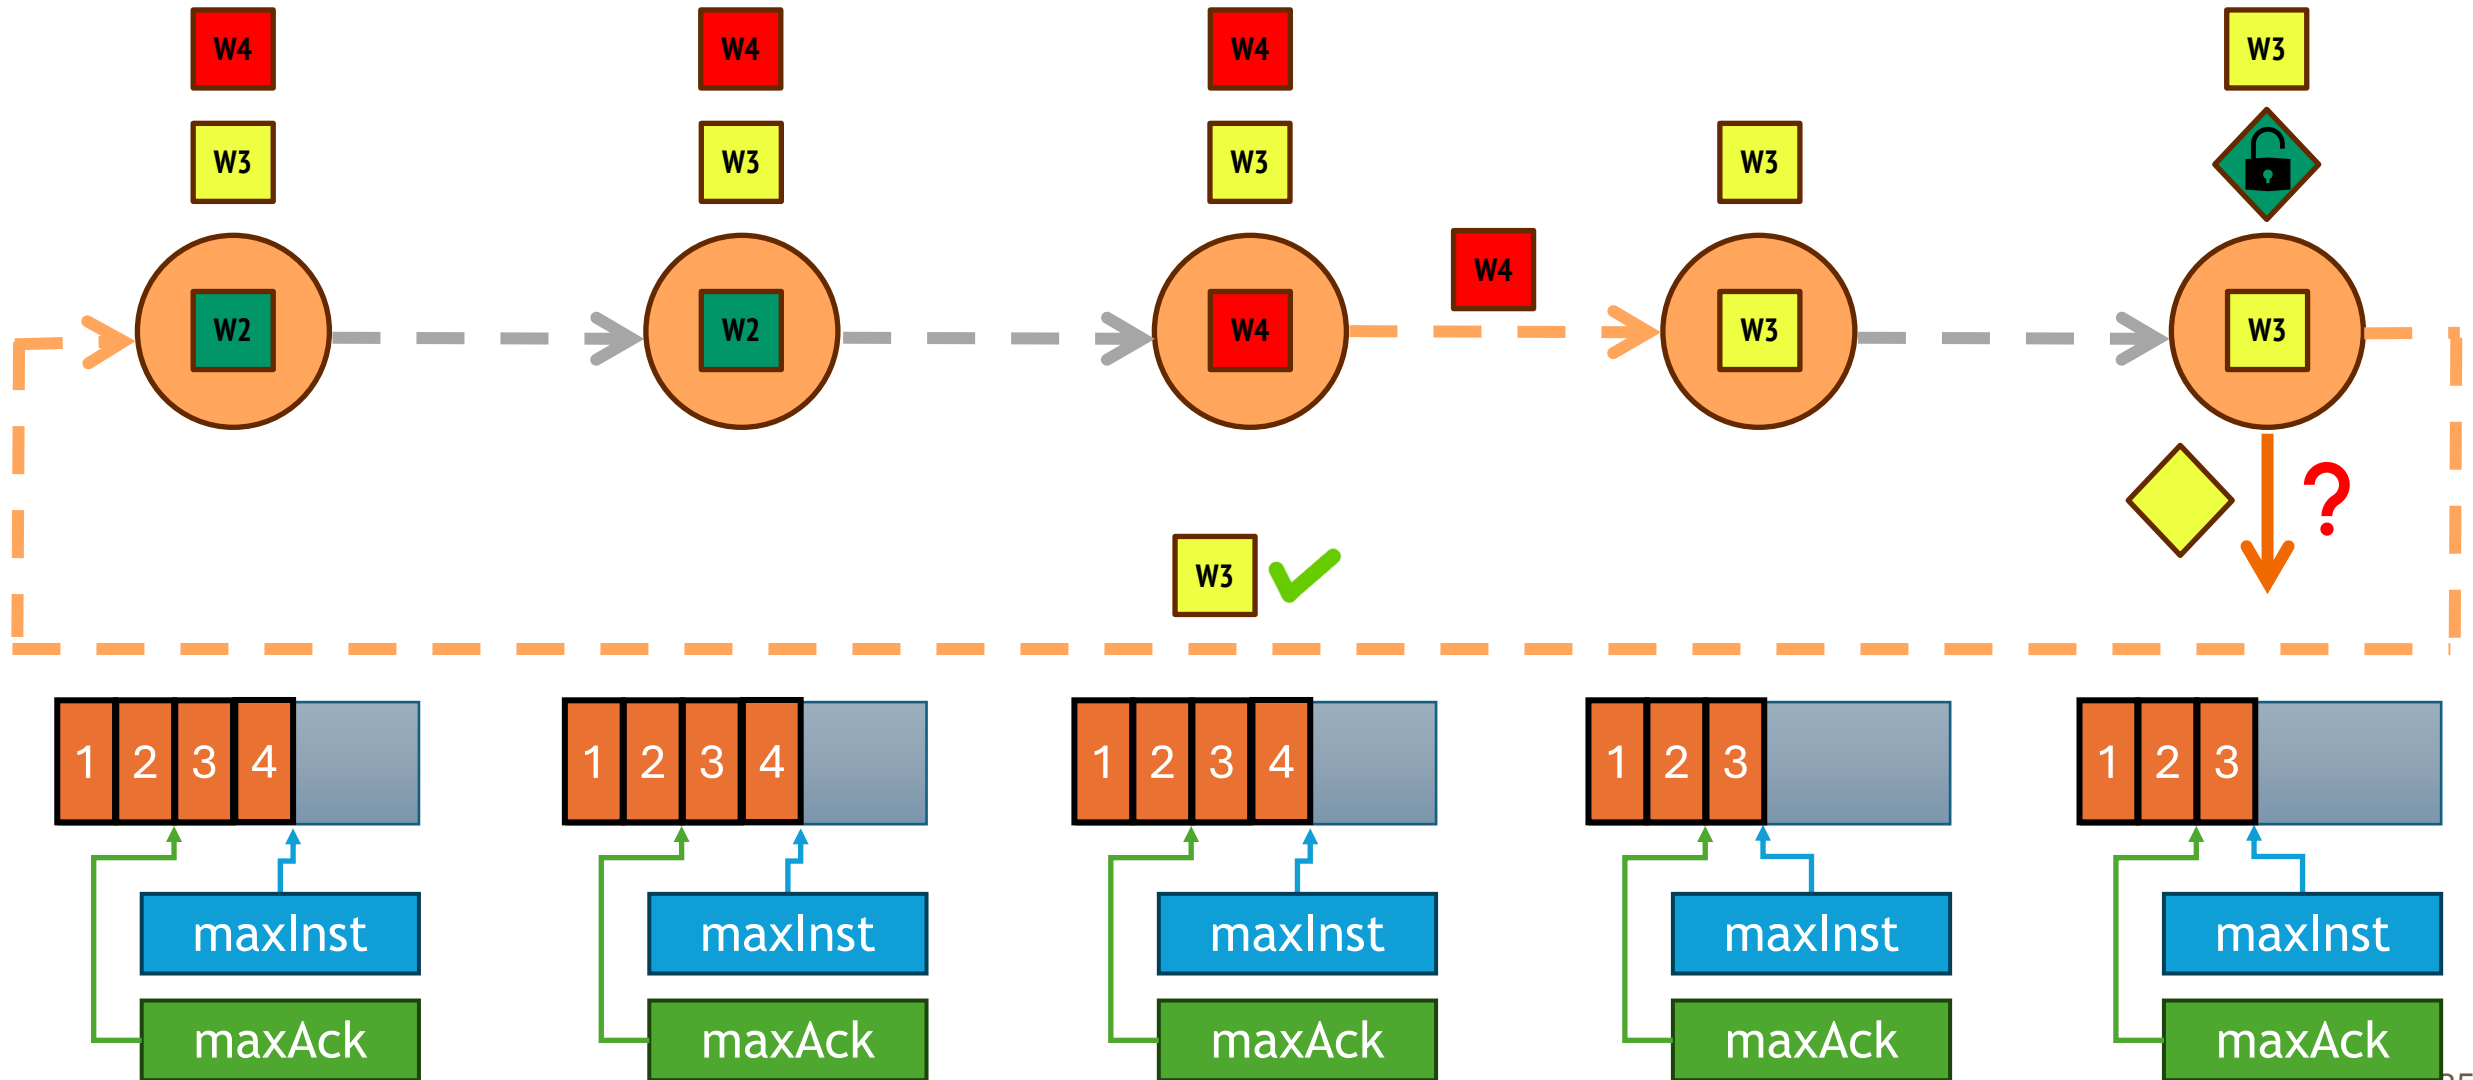 W4 W4 W4 W3
W3 W3 W3 W3
W4
W2 W2 W4 W3 W3
?
W3
1 2 3 4 1 2 3 4 1 2 3 4 1 2 3 1 2 3
maxInst maxInst maxInst maxInst maxInst
maxAck maxAck maxAck maxAck maxAck